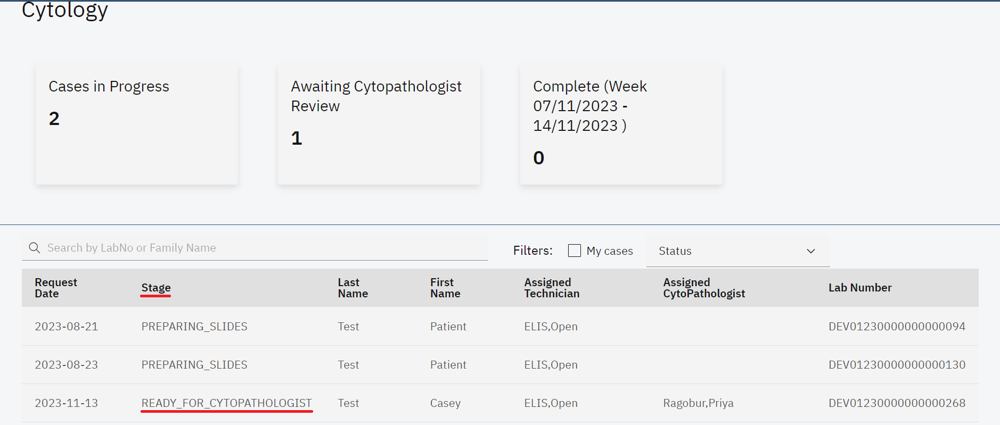 Cytology
Cases in Progress
2
Awaiting Cytopathologist
Review
1
Complete (Week
07/11/2023 -
14/11/2023 )
0
Search by LabNo or Family Name
Filters: My cases Status
Request Date Stage Last Name First Name Assigned Technician Assigned CytoPathologist Lab Number
2023-08-21 PREPARING_SLIDES Test Patient ELIS,Open DEV01230000000000094
2023-08-23 PREPARING_SLIDES Test Patient ELIS,Open DEV01230000000000130
2023-11-13 READY_FOR_CYTOPATHOLOGIST Test Casey ELIS,Open Ragobur,Priya DEV01230000000000268